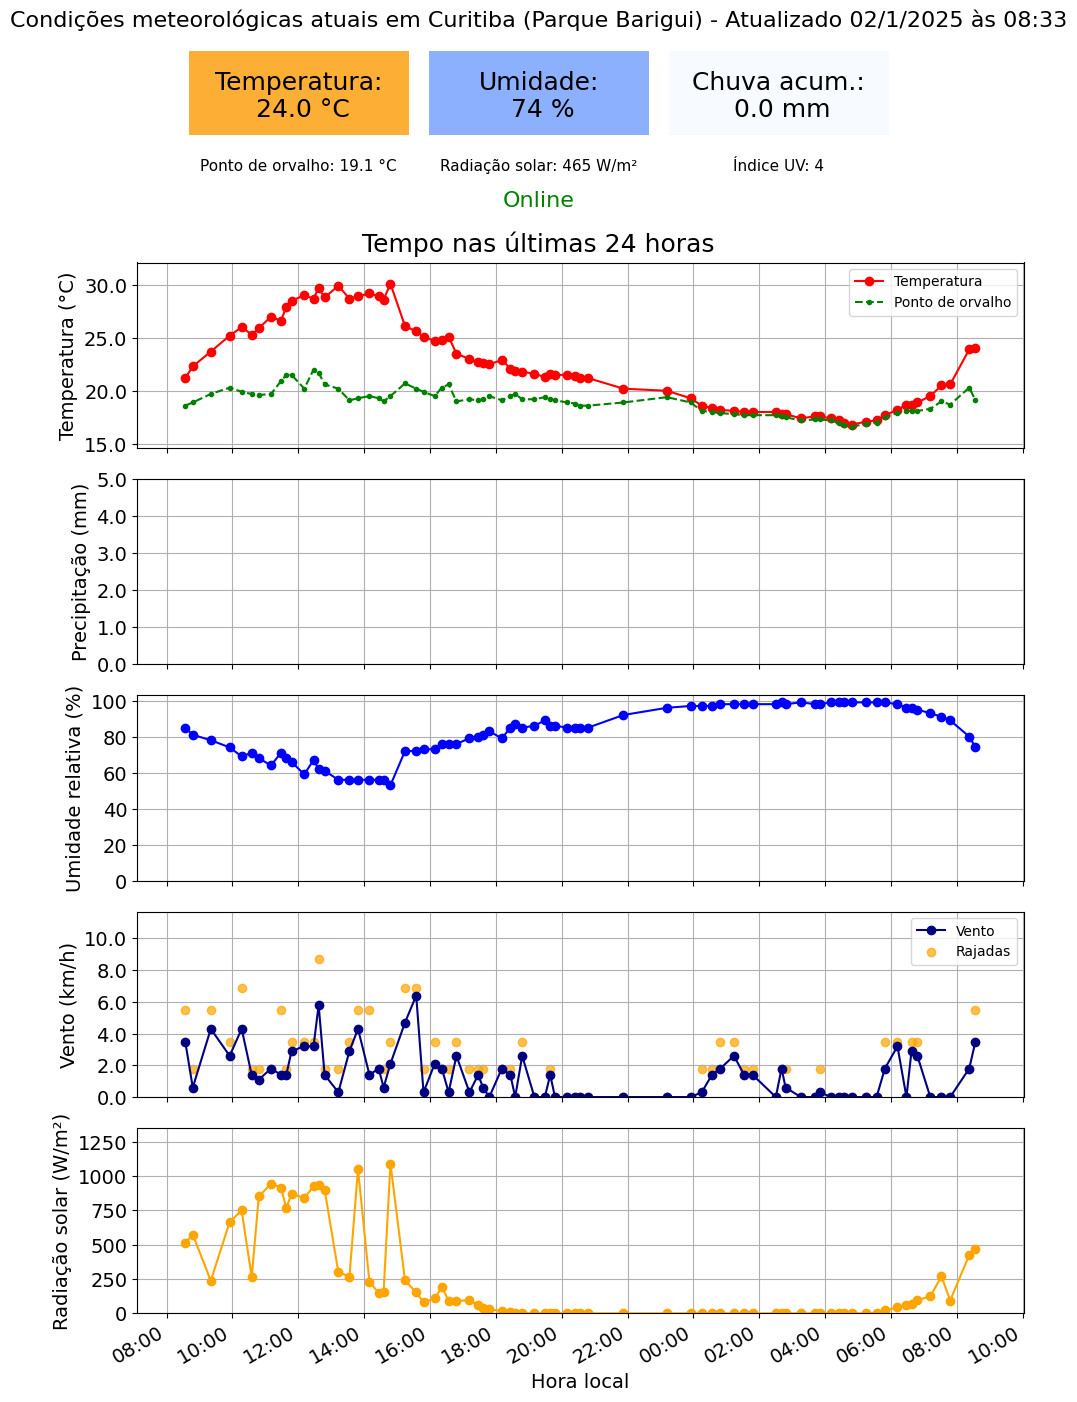 Condições meteorológicas atuais em Curitiba (Parque Barigui) - Atualizado 02/1/2025 às 08:33
Temperatura:
24.0 °C
Umidade:
74 %
Chuva acum.:
0.0 mm
Ponto de orvalho: 19.1 °C
Radiação solar: 465 W/m²
Índice UV: 4
Online
Tempo nas últimas 24 horas
Temperatura (°C)
30.0
25.0
20.0
15.0
Temperatura
Ponto de orvalho
Precipitação (mm)
5.0
4.0
3.0
2.0
1.0
0.0
Umidade relativa (%)
100
80
60
40
20
0
Vento (km/h)
10.0
8.0
6.0
4.0
2.0
0.0
Vento
Rajadas
Radiação solar (W/m²)
1250
1000
750
500
250
0
08:00
10:00
12:00
14:00
16:00
18:00
20:00
22:00
00:00
02:00
04:00
06:00
08:00
10:00
Hora local